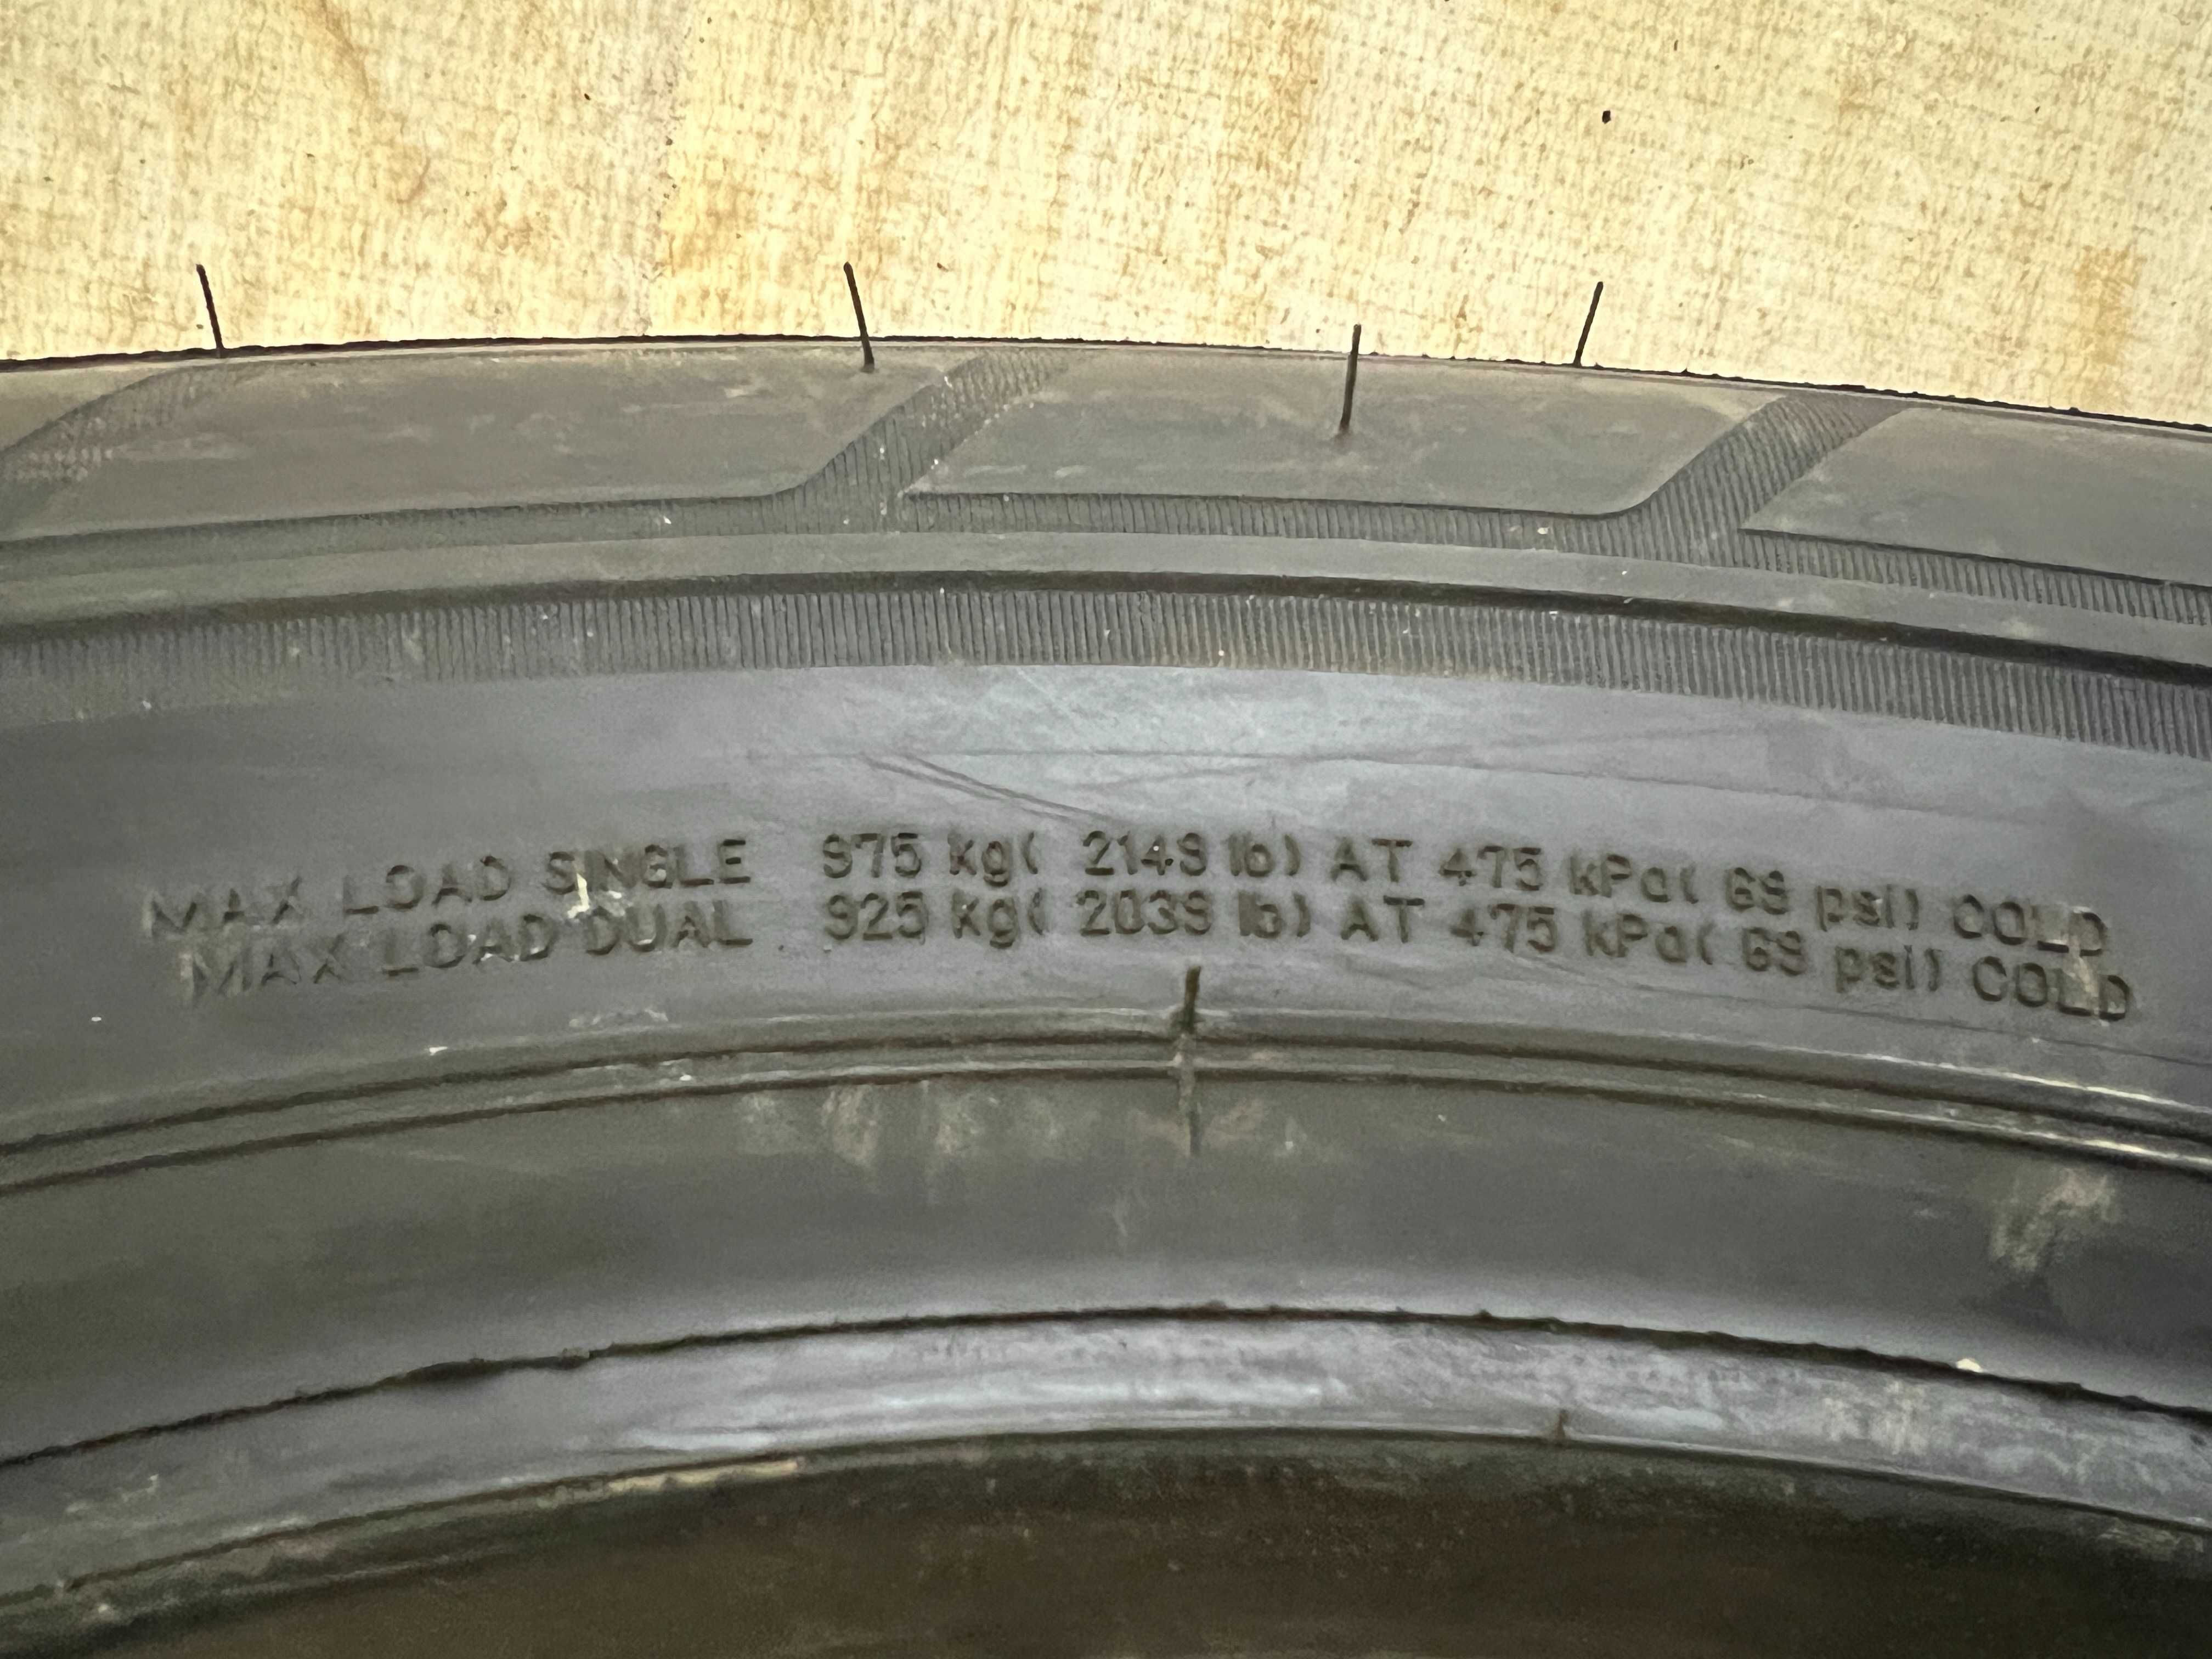 MAX LOAD SINGLE 975 kg( 2149 lb) AT 475 kPa( 69 psi) COLD
MAX LOAD DUAL 925 kg( 2039 lb) AT 475 kPa( 69 psi) COLD